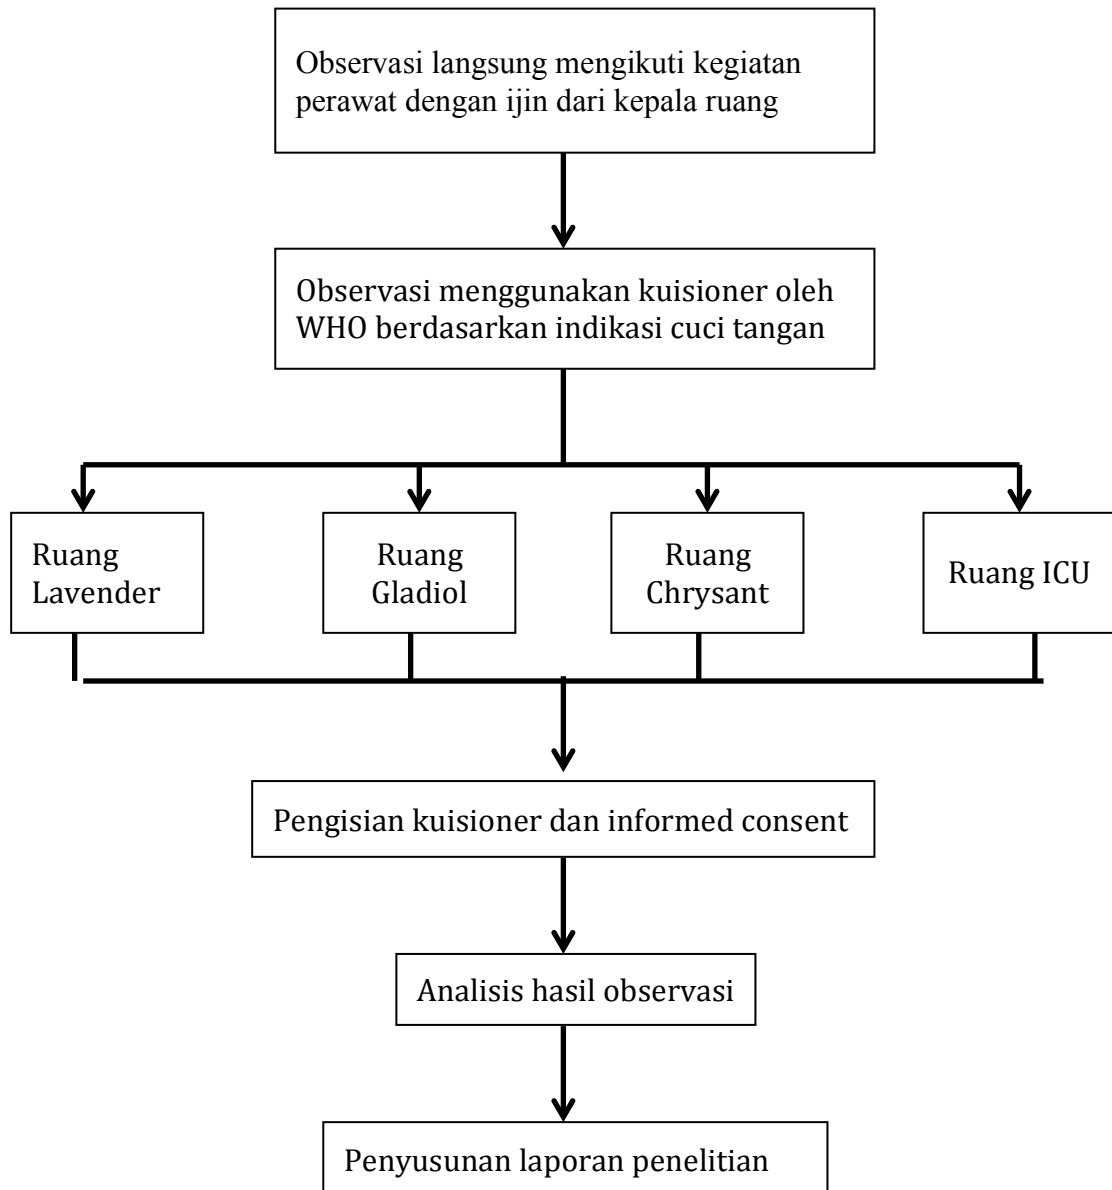 Observasi langsung mengikuti kegiatan
perawat dengan ijin dari kepala ruang
Observasi menggunakan kuisioner oleh
WHO berdasarkan indikasi cuci tangan
Ruang
Lavender
Ruang
Gladiol
Ruang
Chrysant
Ruang ICU
Pengisian kuisioner dan informed consent
Analisis hasil observasi
Penyusunan laporan penelitian